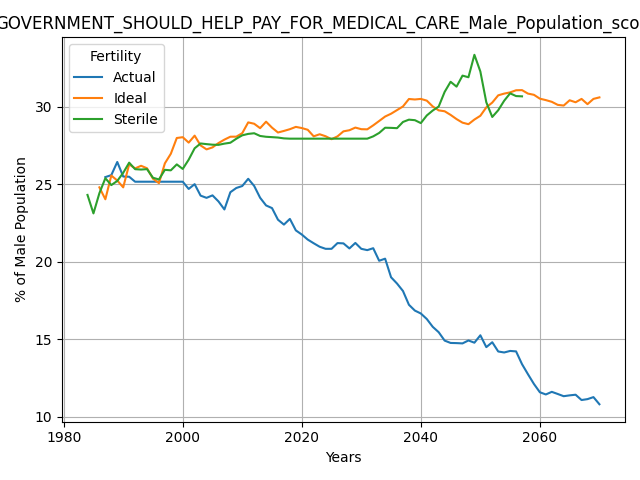 GOVERNMENT_SHOULD_HELP_PAY_FOR_MEDICAL_CARE_Male_Population_sco
Fertility
Actual
Ideal
Sterile
% of Male Population
30
25
20
15
10
1980
2000
2020
2040
2060
Years